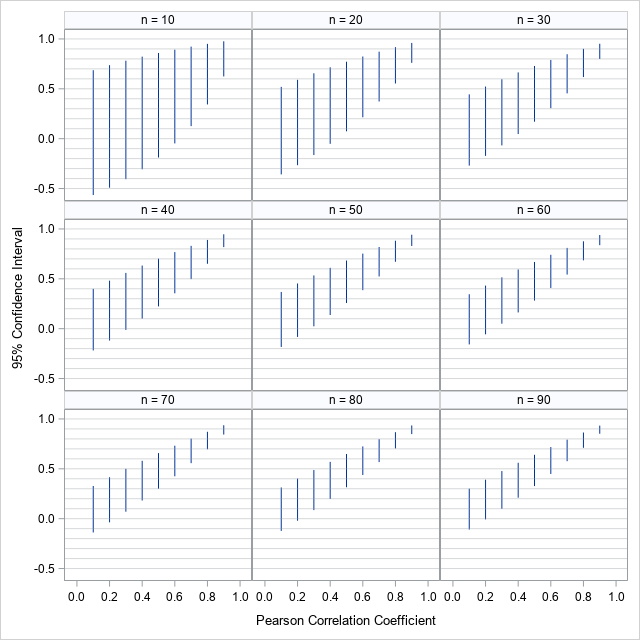 n = 10 n = 20 n = 30
1.0
0.5
0.0
-0.5
n = 40 n = 50 n = 60
1.0
0.5
0.0
-0.5
n = 70 n = 80 n = 90
1.0
0.5
0.0
-0.5
0.0 0.2 0.4 0.6 0.8 1.0 0.0 0.2 0.4 0.6 0.8 1.0 0.0 0.2 0.4 0.6 0.8 1.0
95% Confidence Interval
Pearson Correlation Coefficient